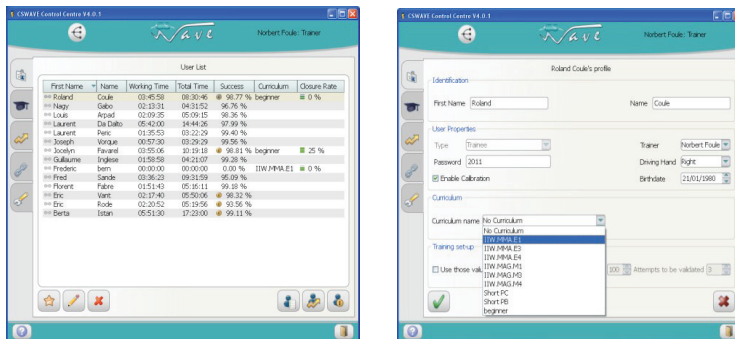 CSWAVE Control Centre V4.0.1
Wave
Norbert Foule: Trainer
User List
First Name Name Working Time Total Time Success Curriculum Closure Rate
Roland Coule 03:45:58 08:30:46 98.77 % beginner 0 %
Nagy Gabo 02:13:31 04:31:52 96.76 %
Louis Arpad 02:09:35 05:09:15 98.36 %
Laurent Da Dalto 05:42:00 14:44:26 97.99 %
Laurent Peric 01:35:53 03:22:29 99.40 %
Joseph Vorque 00:57:30 03:29:29 99.56 %
Jocelyn Favarel 03:55:06 10:19:18 98.81 % beginner 25 %
Guillaume Inglese 01:58:58 04:21:07 99.28 %
Frederic bern 00:00:00 00:00:00 0.00 % IIW.MMA.E1 0 %
Fred Sande 03:36:23 09:31:59 95.09 %
Florent Fabre 01:51:43 05:16:11 99.18 %
Eric Vant 02:17:40 05:50:06 98.32 %
Eric Rode 02:20:52 05:19:56 93.56 %
Berta Istan 05:51:30 17:23:00 99.11 %
CSWAVE Control Centre V4.0.1
Wave
Norbert Foule: Trainer
Roland Coule's profile
Identification
First Name Roland Name Coule
User Properties
Type Trainee Trainer Norbert Foule
Password 2011 Driving Hand Right
Enable Calibration Birthdate 21/01/1980
Curriculum
Curriculum name No Curriculum
No Curriculum
IIW.MMA.E1
IIW.MMA.E3
IIW.MMA.E4
IIW.MAG.M1
IIW.MAG.M3
IIW.MAG.M4
Short PC
Short PB
beginner
Training set-up
Use those 100 Attempts to be validated 3